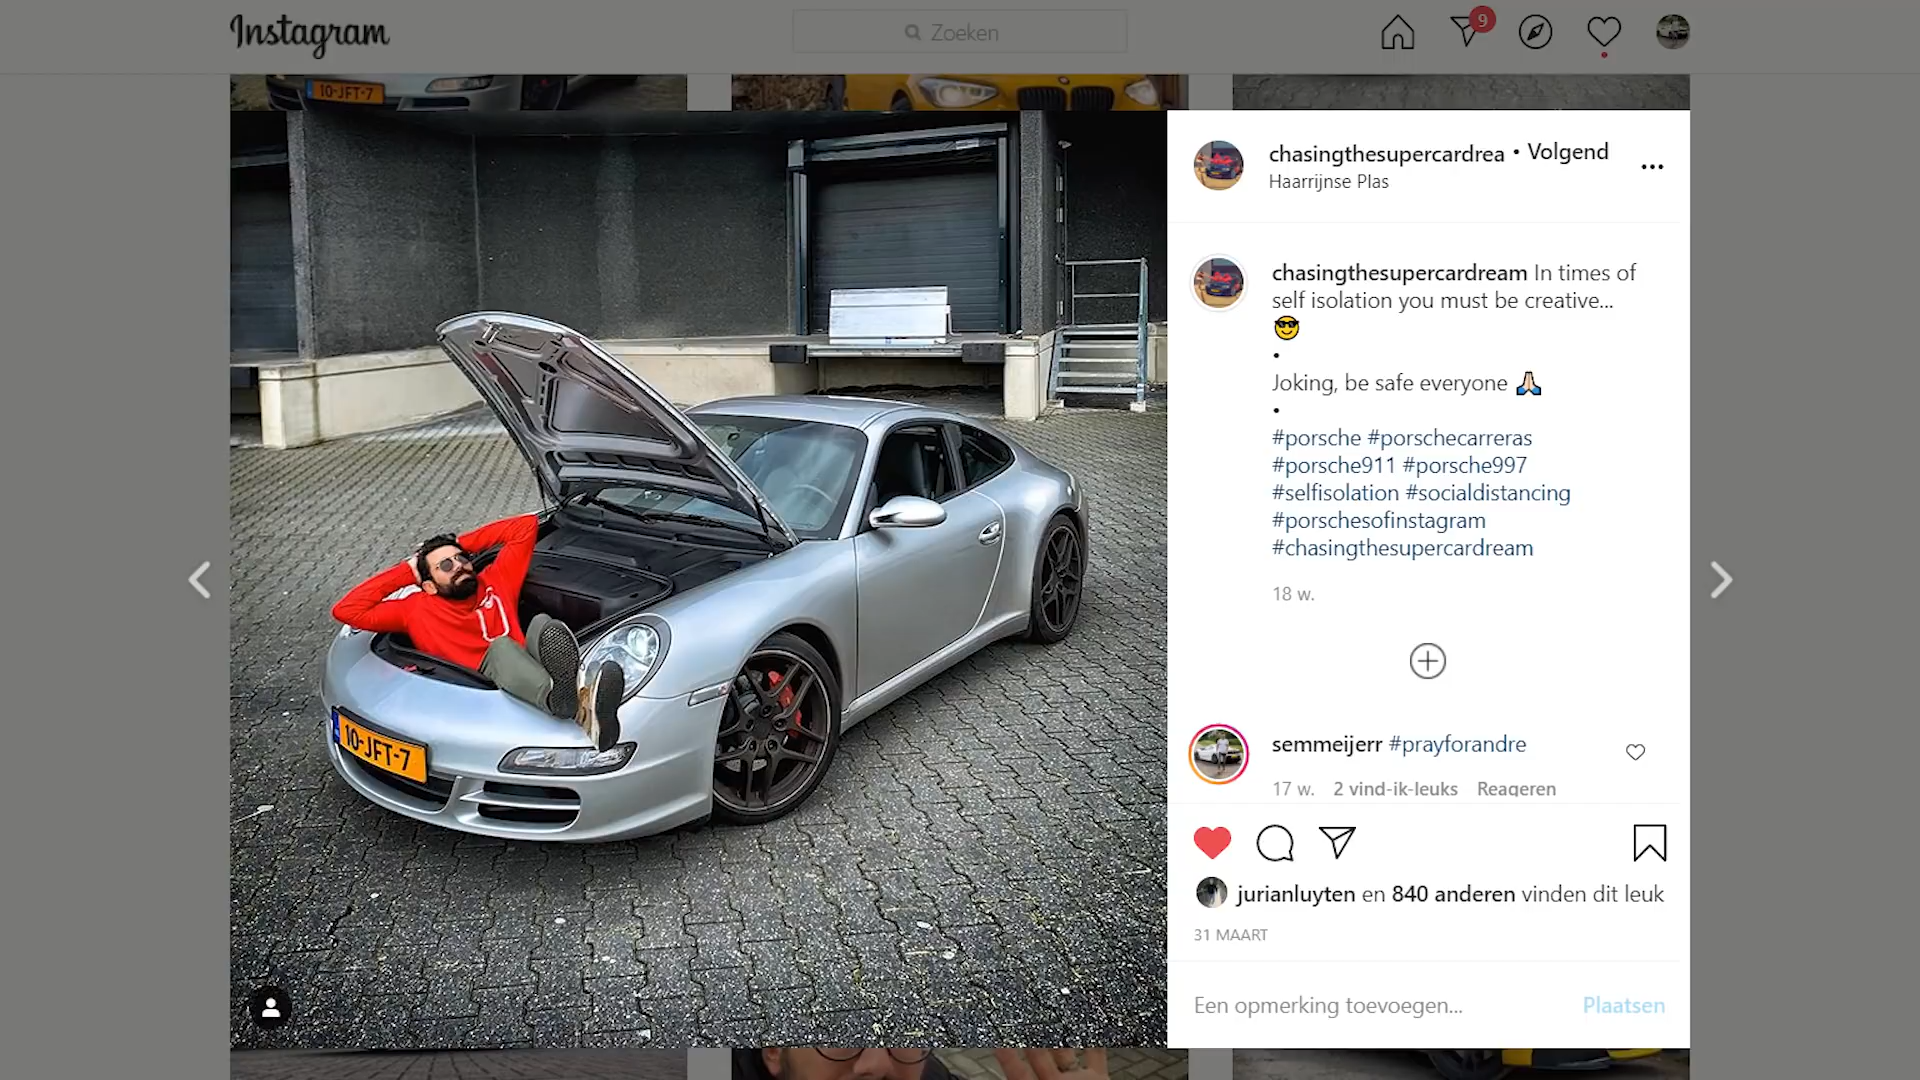 Instagram
Zoeken
9
10-JFT-7
chasingthesupercardrea • Volgend
Haarrijnse Plas
chasingthesupercardream In times of
self isolation you must be creative...
😎
•
Joking, be safe everyone 🙏🏻
•
#porsche #porschecarreras
#porsche911 #porsche997
#selfisolation #socialdistancing
#porschesofinstagram
#chasingthesupercardream
18 w.
semmeijerr #prayforandre
17 w. 2 vind-ik-leuks Reageren
10-JFT-7
jurianluyten en 840 anderen vinden dit leuk
31 MAART
Een opmerking toevoegen... Plaatsen